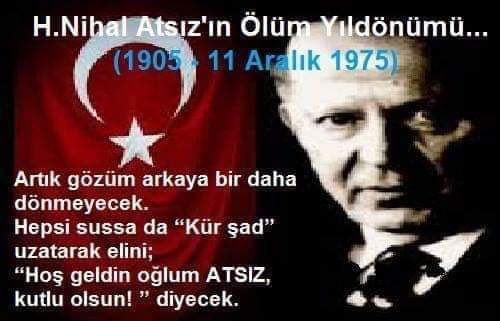 H.Nihal Atsız'ın Ölüm Yıldönümü...
(1905 - 11 Aralık 1975)
Artık gözüm arkaya bir daha
dönmeyecek.
Hepsi sussa da “Kür şad”
uzatarak elini;
“Hoş geldin oğlum ATSIZ,
kutlu olsun! ” diyecek.